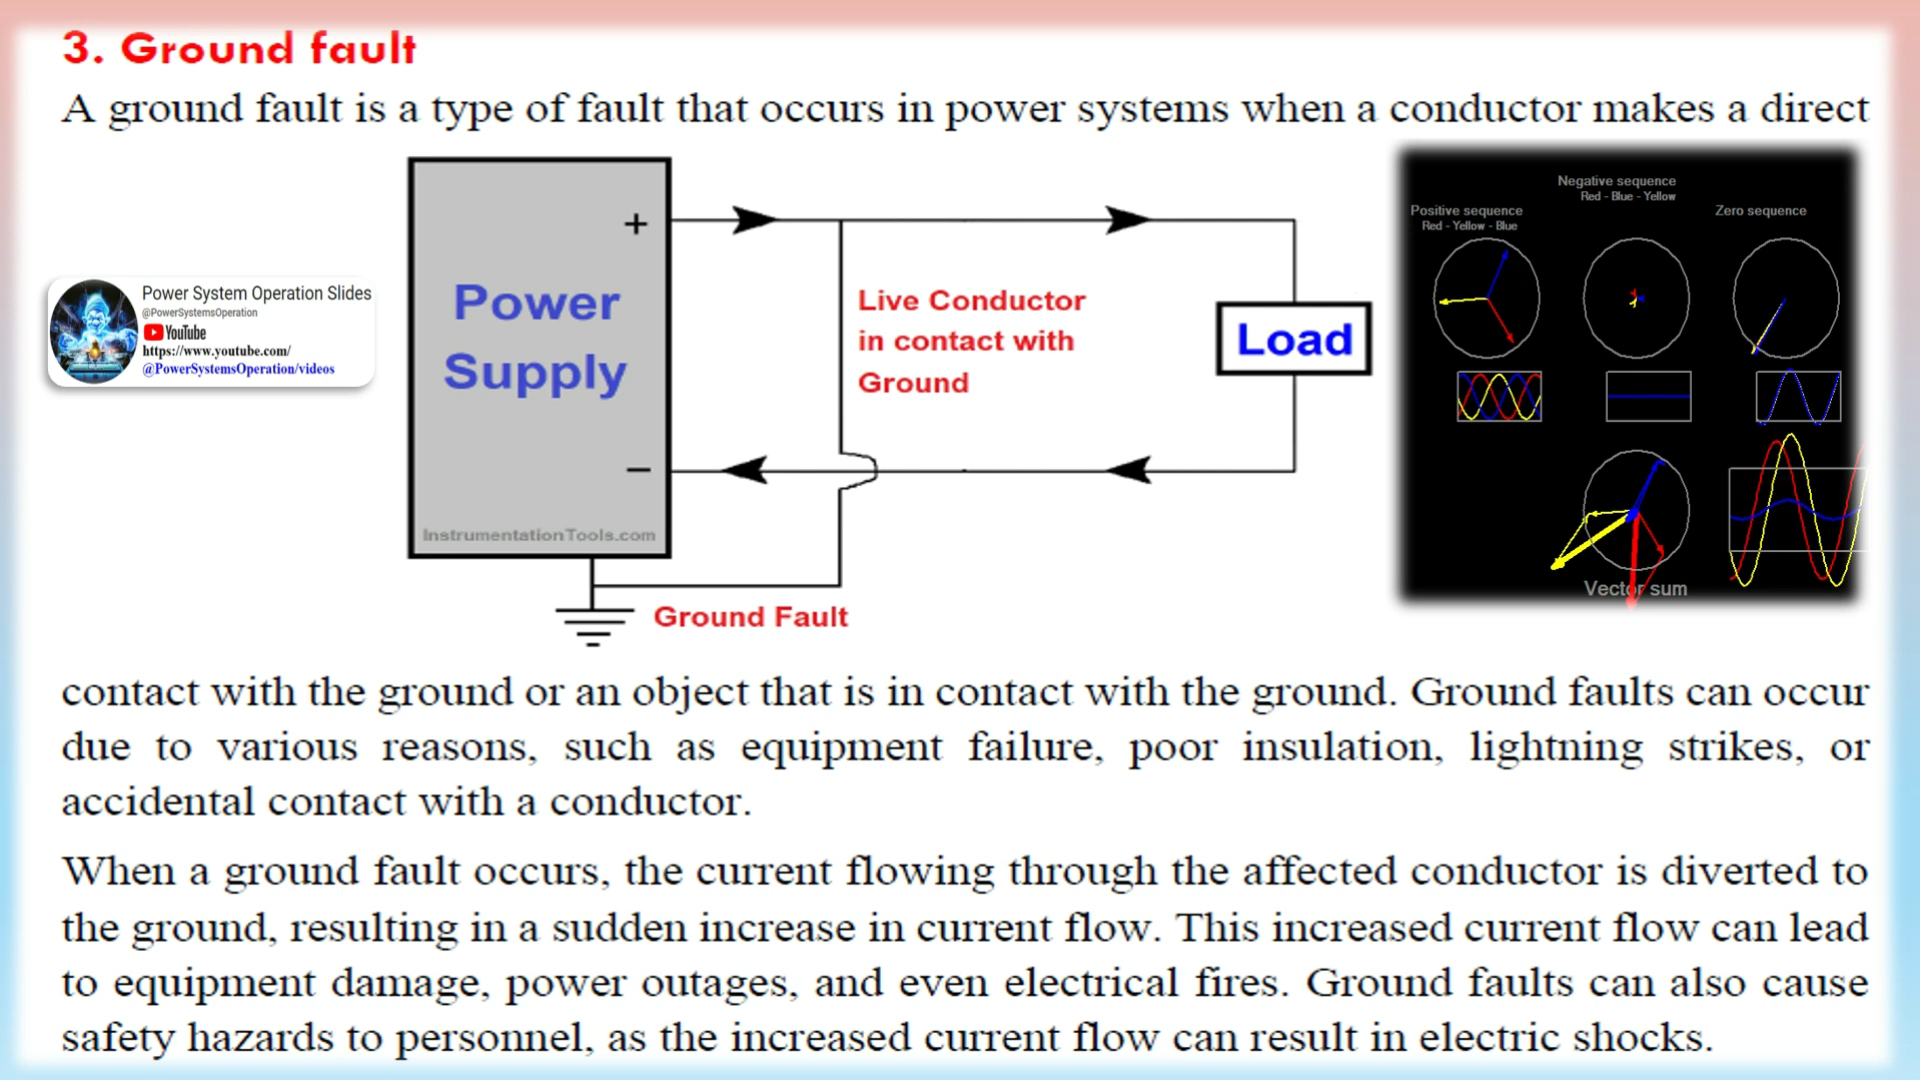 3. Ground fault
A ground fault is a type of fault that occurs in power systems when a conductor makes a direct
Power System Operation Slides
@PowerSystemsOperation
YouTube
https://www.youtube.com/
@PowerSystemsOperation/videos
+
Power
Supply
−
InstrumentationTools.com
Live Conductor
in contact with
Ground
Load
Ground Fault
Negative sequence
Red - Blue - Yellow
Positive sequence
Red - Yellow - Blue
Zero sequence
Vector sum
contact with the ground or an object that is in contact with the ground. Ground faults can occur
due to various reasons, such as equipment failure, poor insulation, lightning strikes, or
accidental contact with a conductor.
When a ground fault occurs, the current flowing through the affected conductor is diverted to
the ground, resulting in a sudden increase in current flow. This increased current flow can lead
to equipment damage, power outages, and even electrical fires. Ground faults can also cause
safety hazards to personnel, as the increased current flow can result in electric shocks.